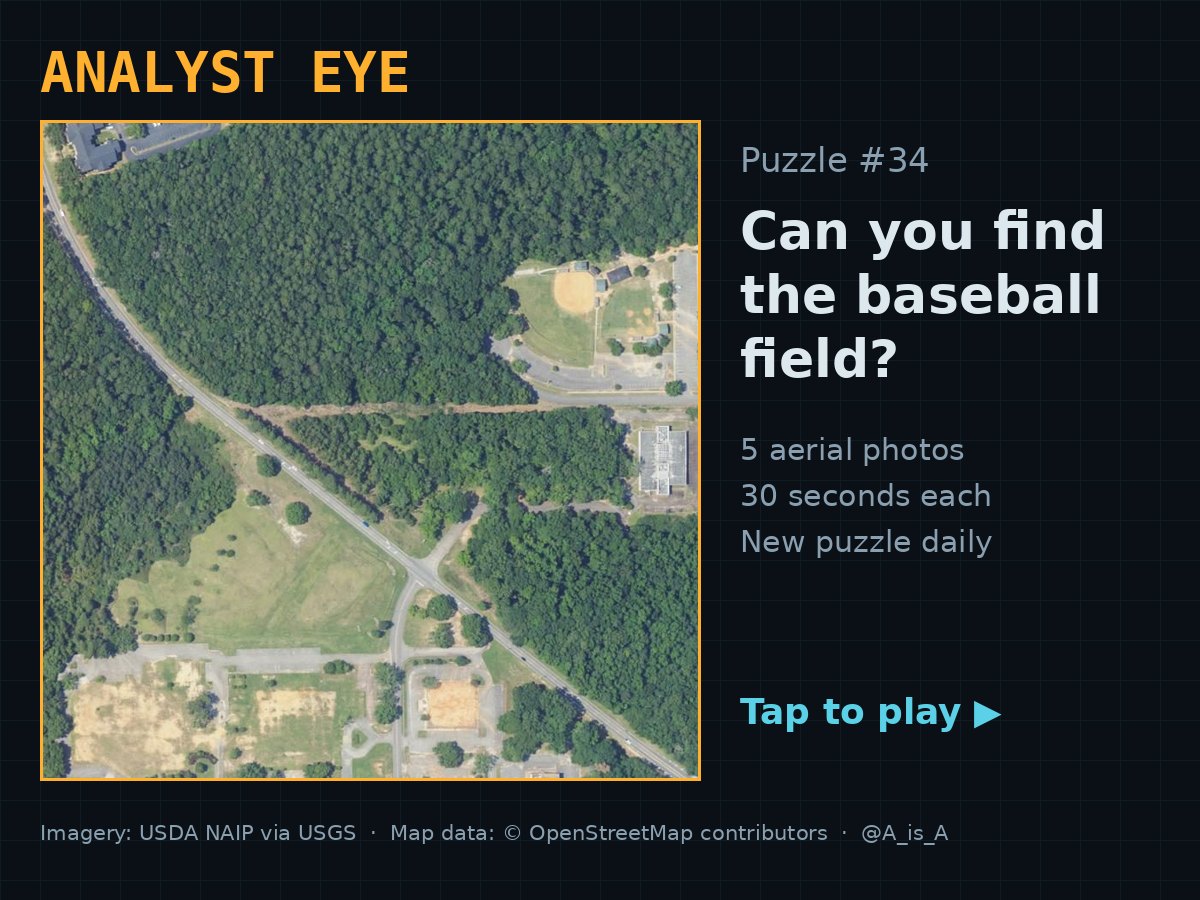 ANALYST EYE
Puzzle #34
Can you find
the baseball
field?
5 aerial photos
30 seconds each
New puzzle daily
Tap to play ▶
Imagery: USDA NAIP via USGS · Map data: © OpenStreetMap contributors · @A_is_A